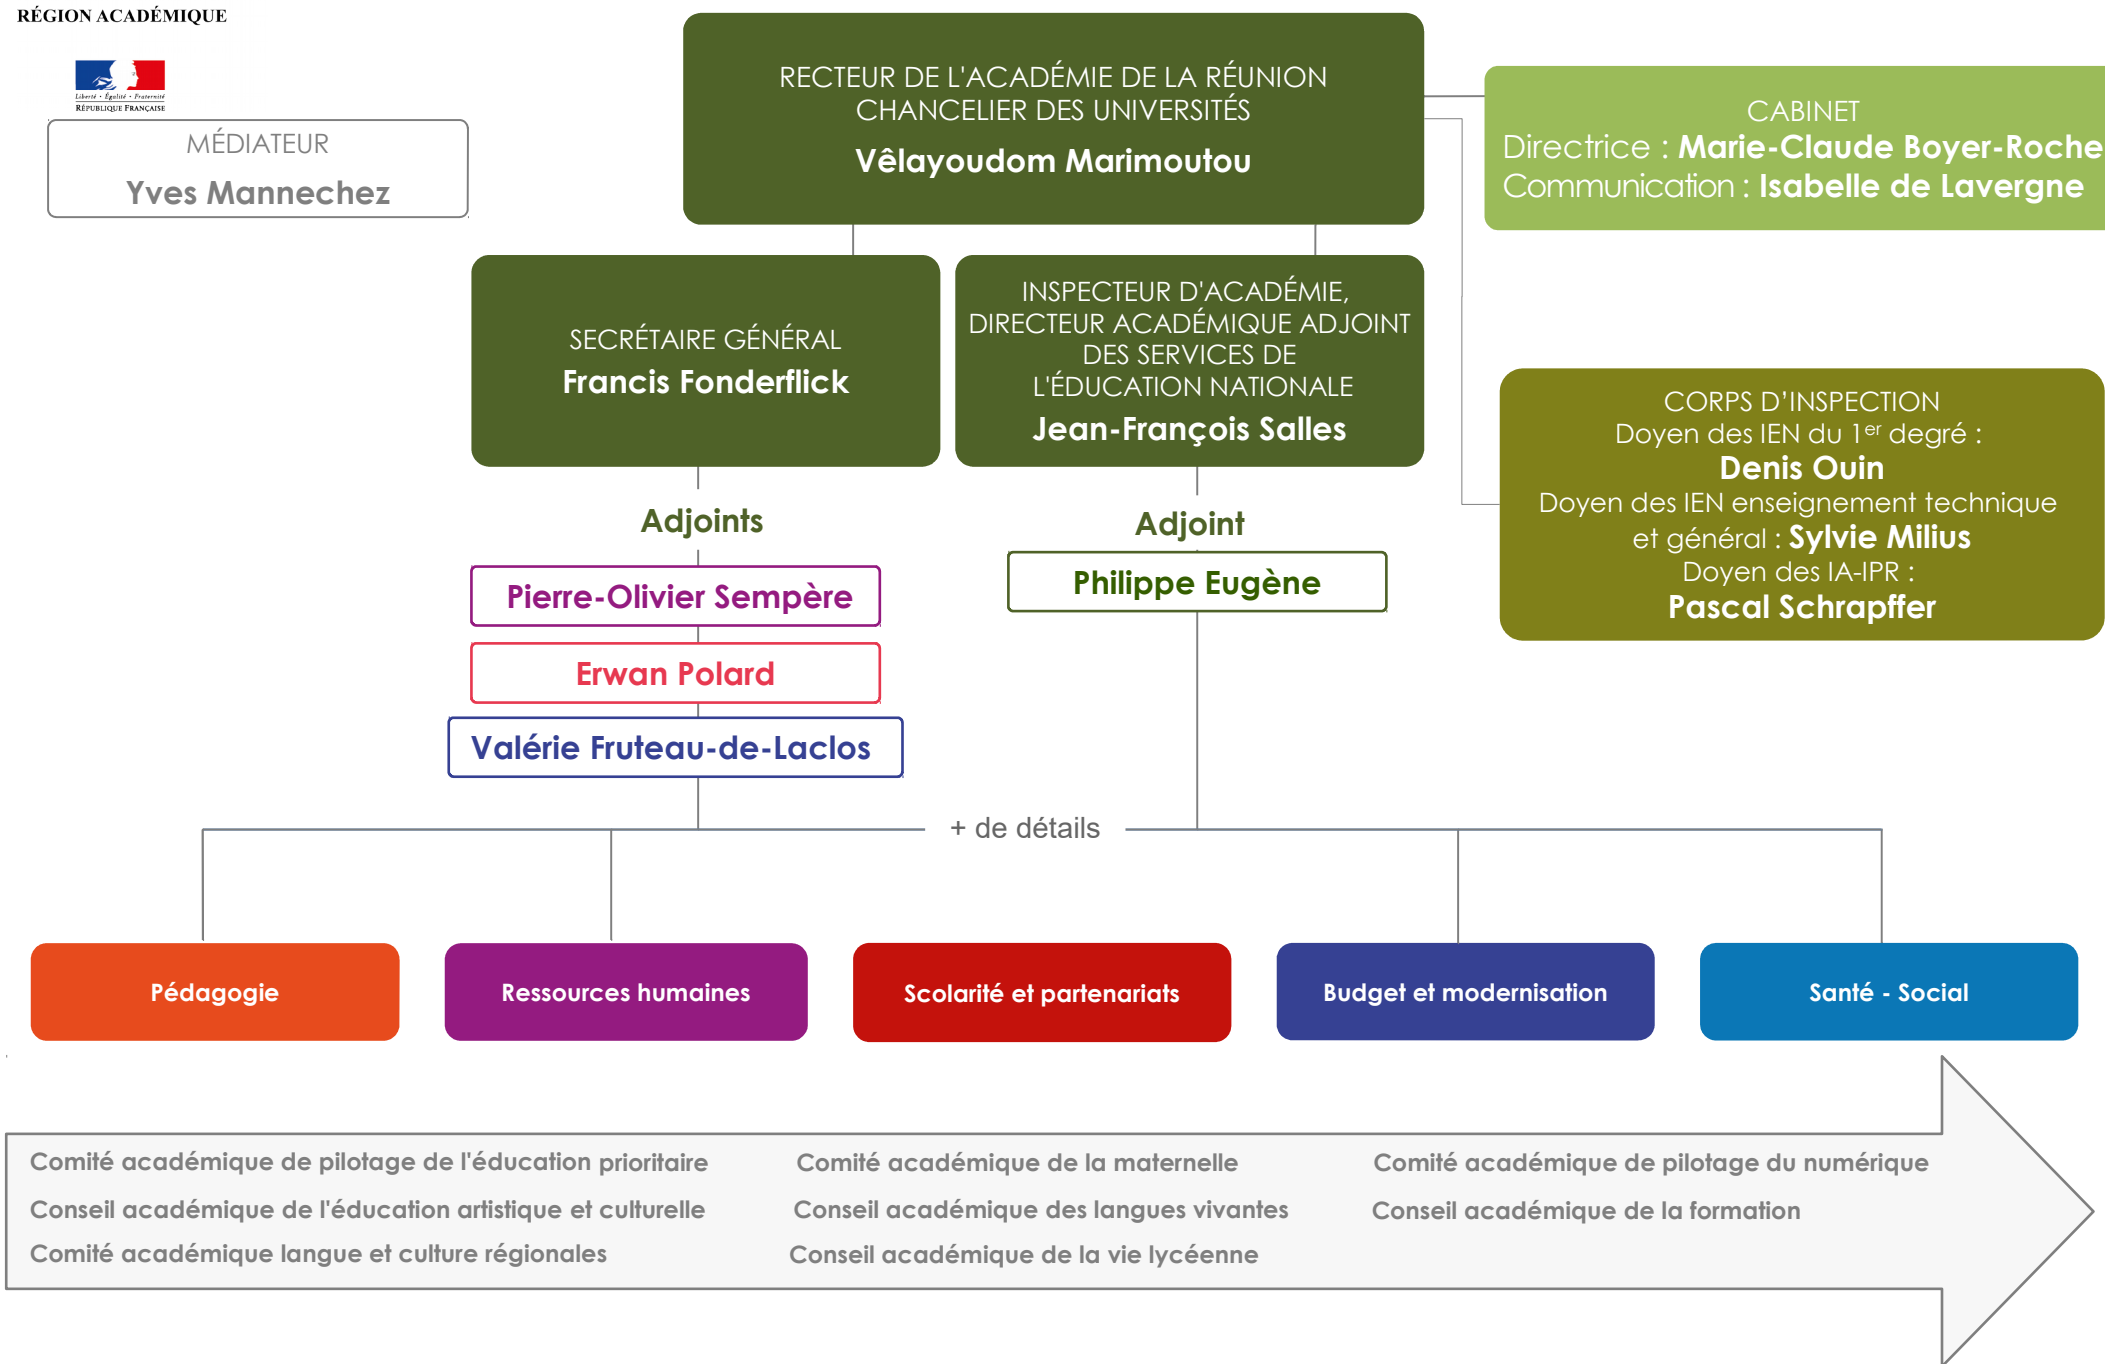 RÉGION ACADÉMIQUE
Liberté • Égalité • Fraternité
RÉPUBLIQUE FRANÇAISE
MÉDIATEUR
Yves Mannechez
RECTEUR DE L'ACADÉMIE DE LA RÉUNION
CHANCELIER DES UNIVERSITÉS
Vêlayoudom Marimoutou
CABINET
Directrice : Marie-Claude Boyer-Roche
Communication : Isabelle de Lavergne
SECRÉTAIRE GÉNÉRAL
Francis Fonderflick
INSPECTEUR D'ACADÉMIE,
DIRECTEUR ACADÉMIQUE ADJOINT
DES SERVICES DE
L'ÉDUCATION NATIONALE
Jean-François Salles
CORPS D’INSPECTION
Doyen des IEN du 1er degré :
Denis Ouin
Doyen des IEN enseignement technique
et général : Sylvie Milius
Doyen des IA-IPR :
Pascal Schrapffer
Adjoints
Pierre-Olivier Sempère
Erwan Polard
Valérie Fruteau-de-Laclos
Adjoint
Philippe Eugène
+ de détails
Pédagogie
Ressources humaines
Scolarité et partenariats
Budget et modernisation
Santé - Social
Comité académique de pilotage de l'éducation prioritaire
Conseil académique de l'éducation artistique et culturelle
Comité académique langue et culture régionales
Comité académique de la maternelle
Conseil académique des langues vivantes
Conseil académique de la vie lycéenne
Comité académique de pilotage du numérique
Conseil académique de la formation